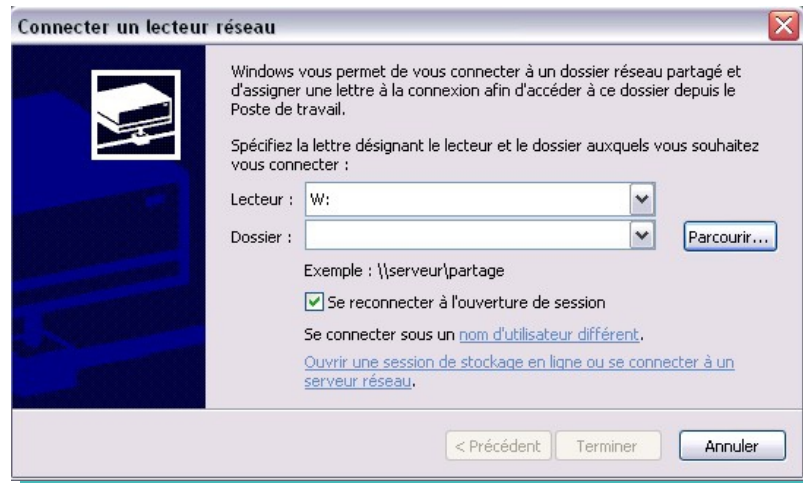 Connecter un lecteur réseau
Windows vous permet de vous connecter à un dossier réseau partagé et
d'assigner une lettre à la connexion afin d'accéder à ce dossier depuis le
Poste de travail.
Spécifiez la lettre désignant le lecteur et le dossier auxquels vous souhaitez
vous connecter :
Lecteur : W:
Dossier : Parcourir...
Exemple : \\serveur\partage
Se reconnecter à l'ouverture de session
Se connecter sous un nom d'utilisateur différent.
Ouvrir une session de stockage en ligne ou se connecter à un
serveur réseau.
< Précédent Terminer Annuler